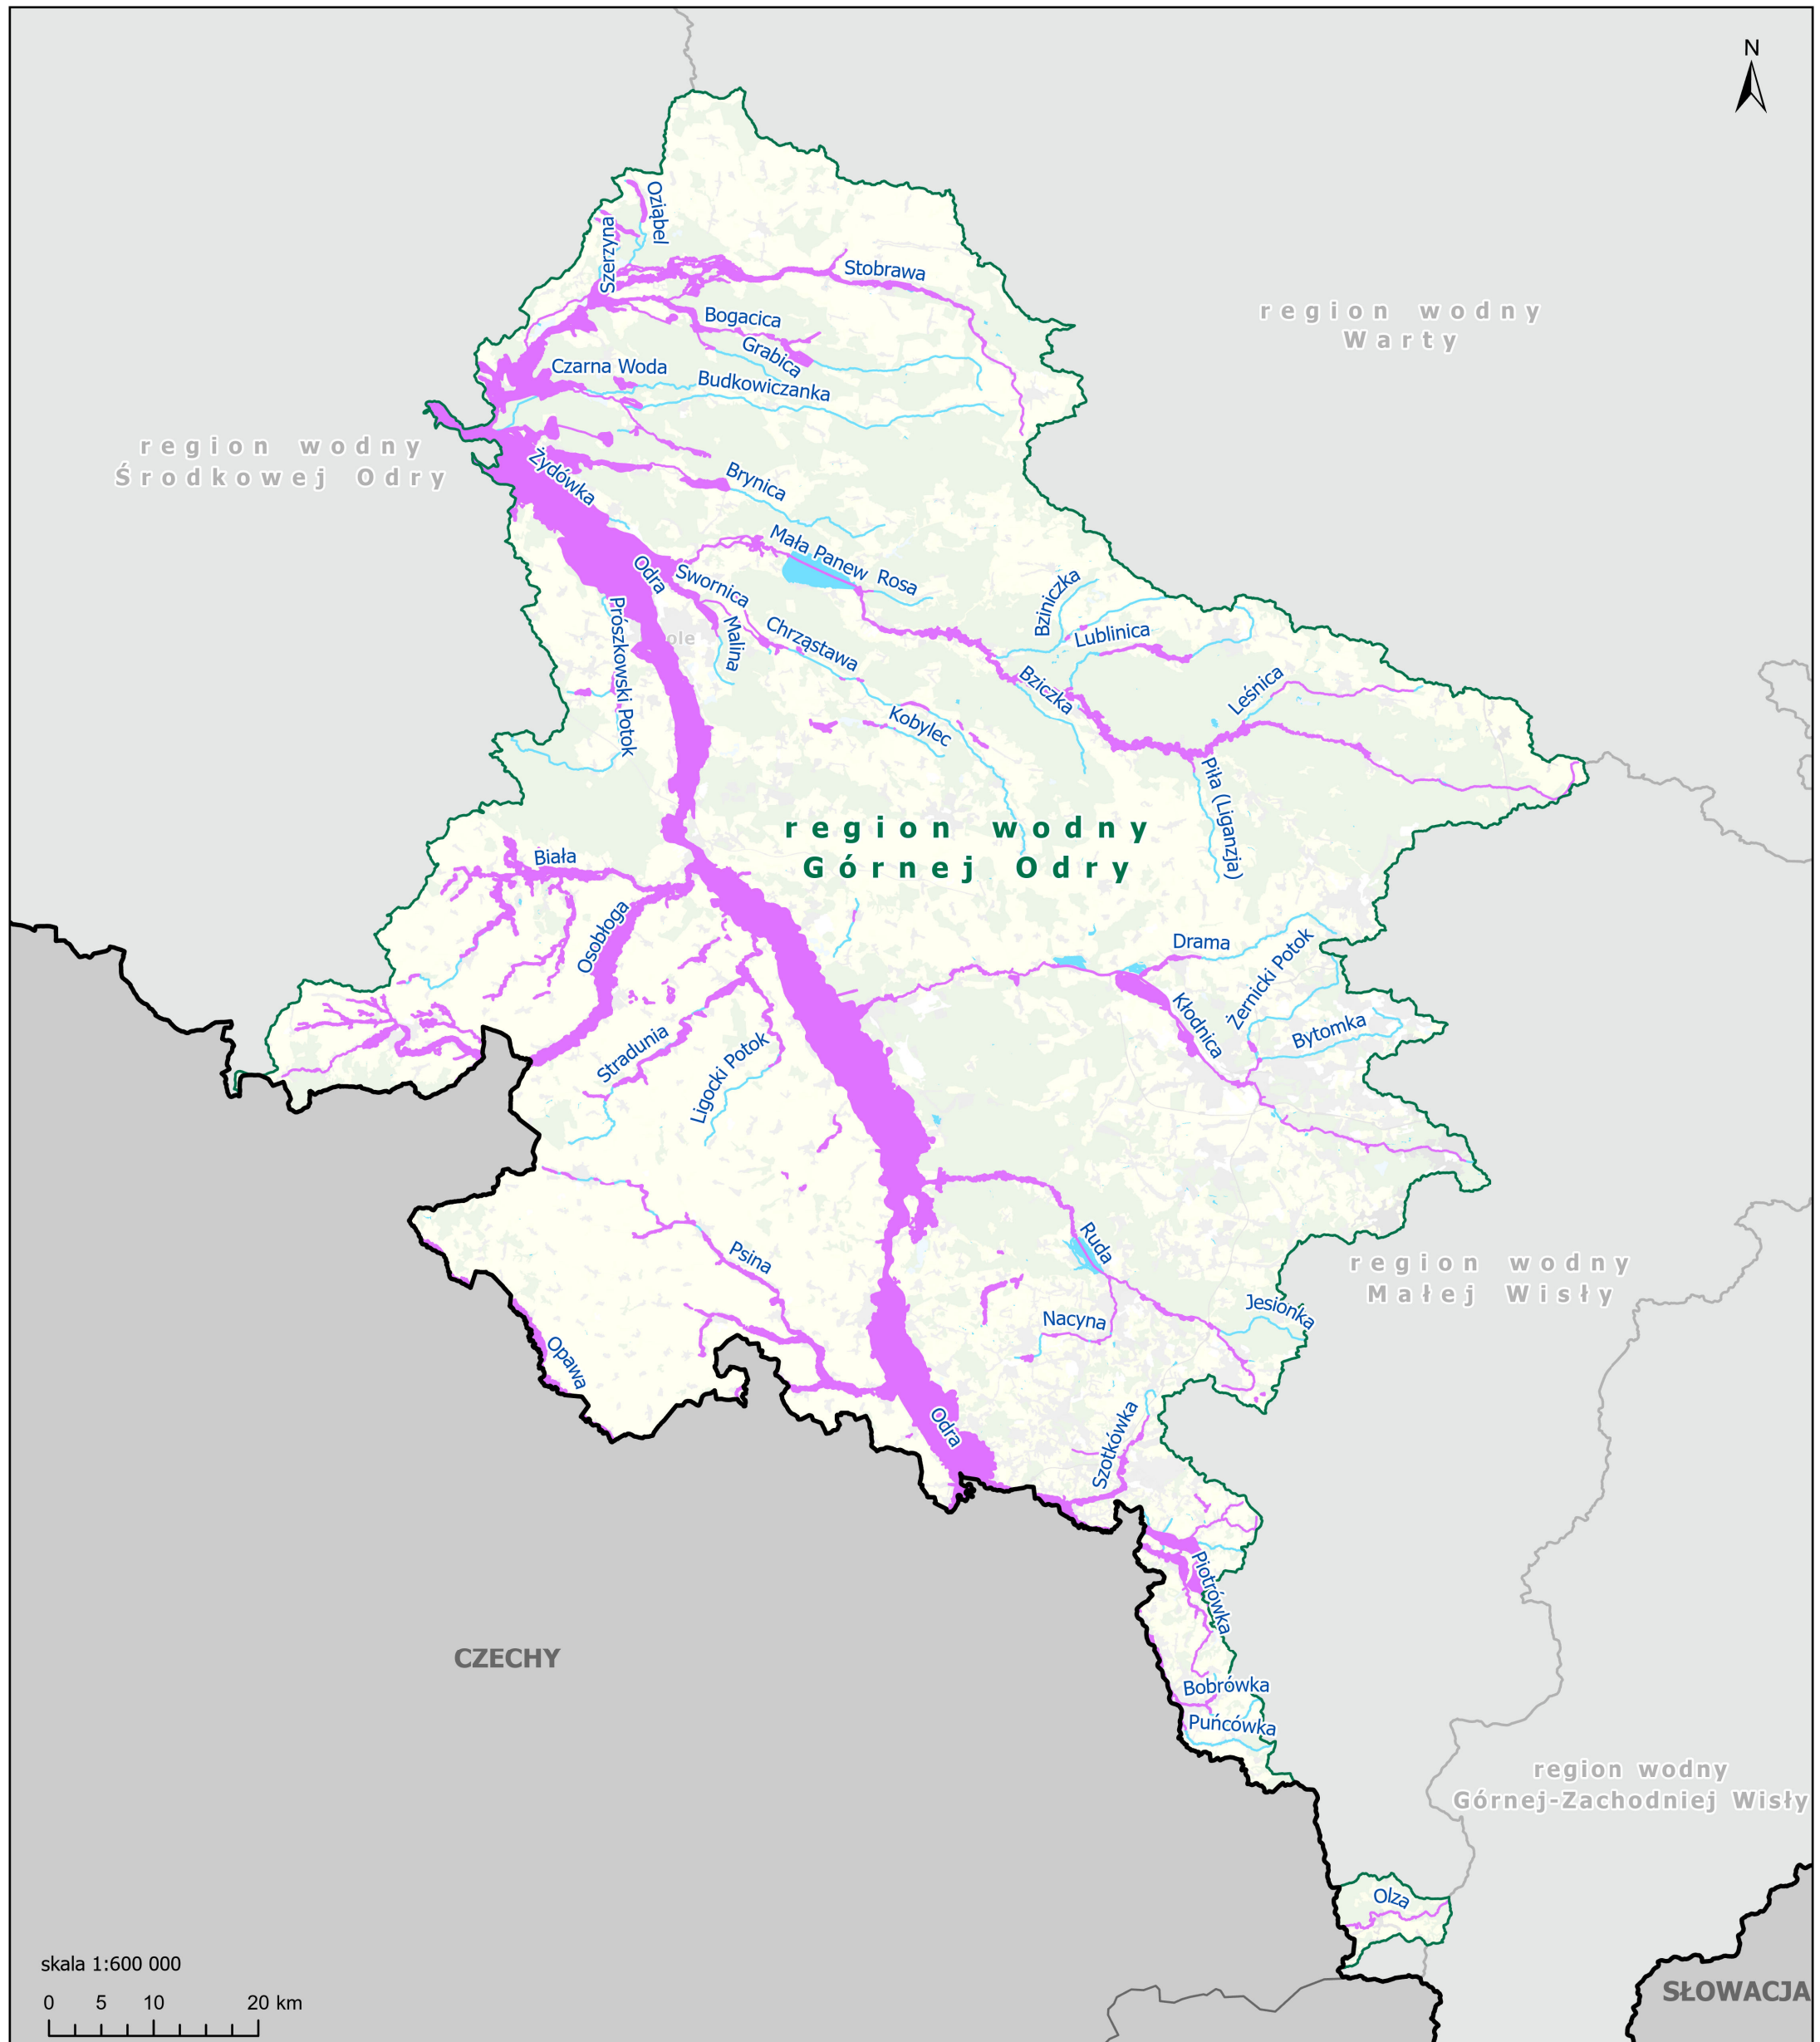 N
Oziąbel
Szerzyna
Stobrawa
region wodny
Warty
Bogacica
Grabica
Czarna Woda
Budkowiczanka
region wodny
Środkowej Odry
Żydówka
Brynica
Mała Panew
Rosa
Odra
Swornica
Bziniczka
Prószkowski Potok
ole
Malina
Chrząstawa
Lublinica
Bziczka
Leśnica
Kobylec
Piła (Liganzja)
region wodny
Górnej Odry
Biała
Osobłoga
Drama
Żernicki Potok
Kłodnica
Bytomka
Stradunia
Ligocki Potok
Psina
Ruda
region wodny
Małej Wisły
Jesionka
Nacyna
Opawa
Odra
Szotkówka
Piotrówka
CZECHY
Bobrówka
Puńcówka
region wodny
Górnej-Zachodniej Wisły
Olza
skala 1:600 000
SŁOWACJA
0 5 10 20 km